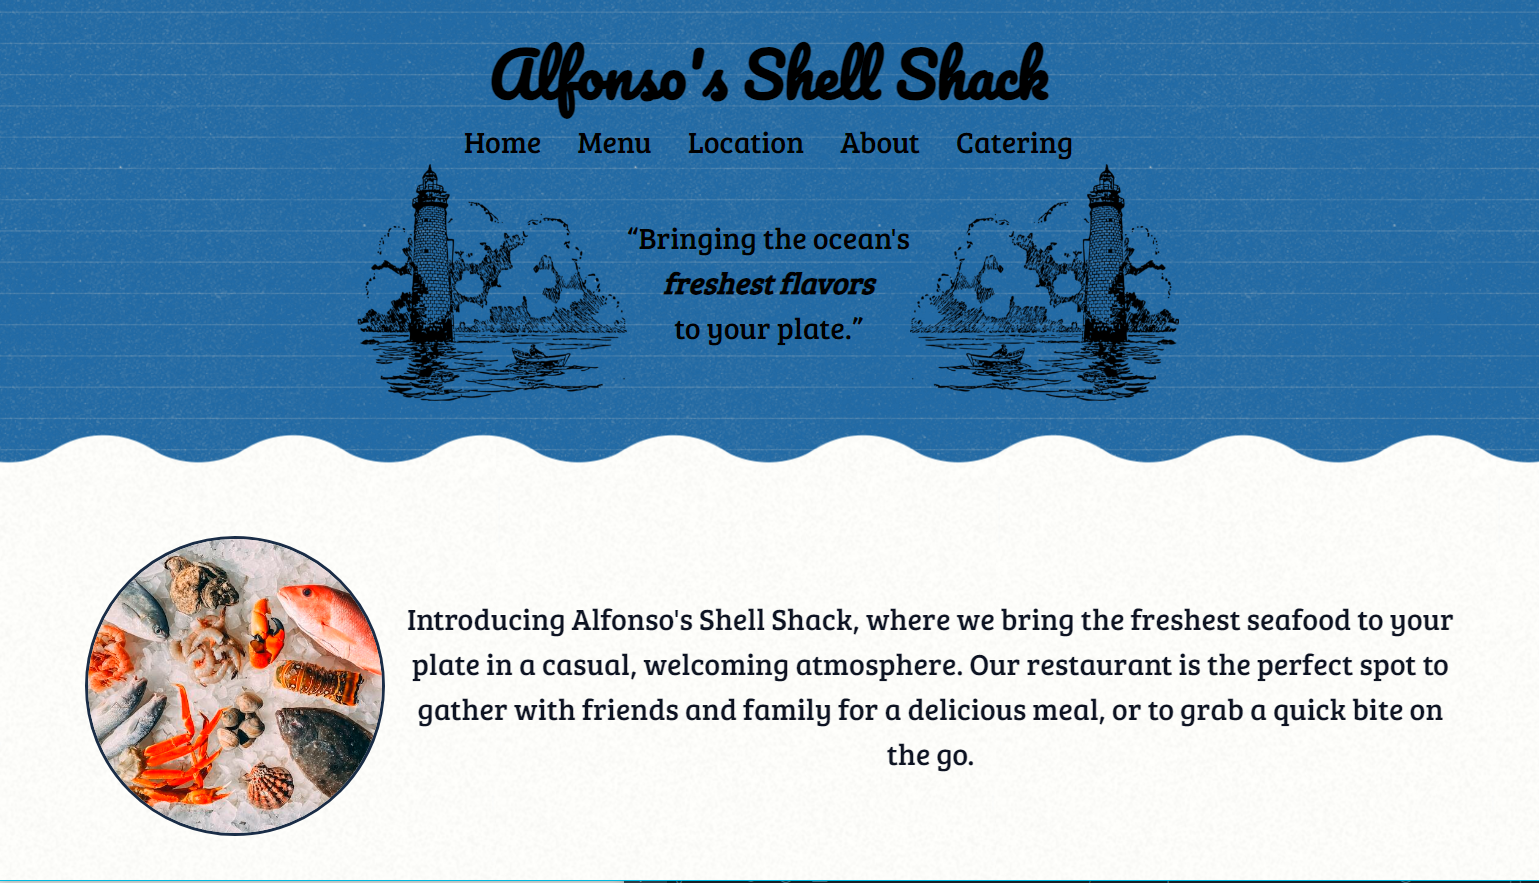 Alfonso's Shell Shack
Home Menu Location About Catering
“Bringing the ocean's
freshest flavors
to your plate.”
Introducing Alfonso's Shell Shack, where we bring the freshest seafood to your
plate in a casual, welcoming atmosphere. Our restaurant is the perfect spot to
gather with friends and family for a delicious meal, or to grab a quick bite on
the go.